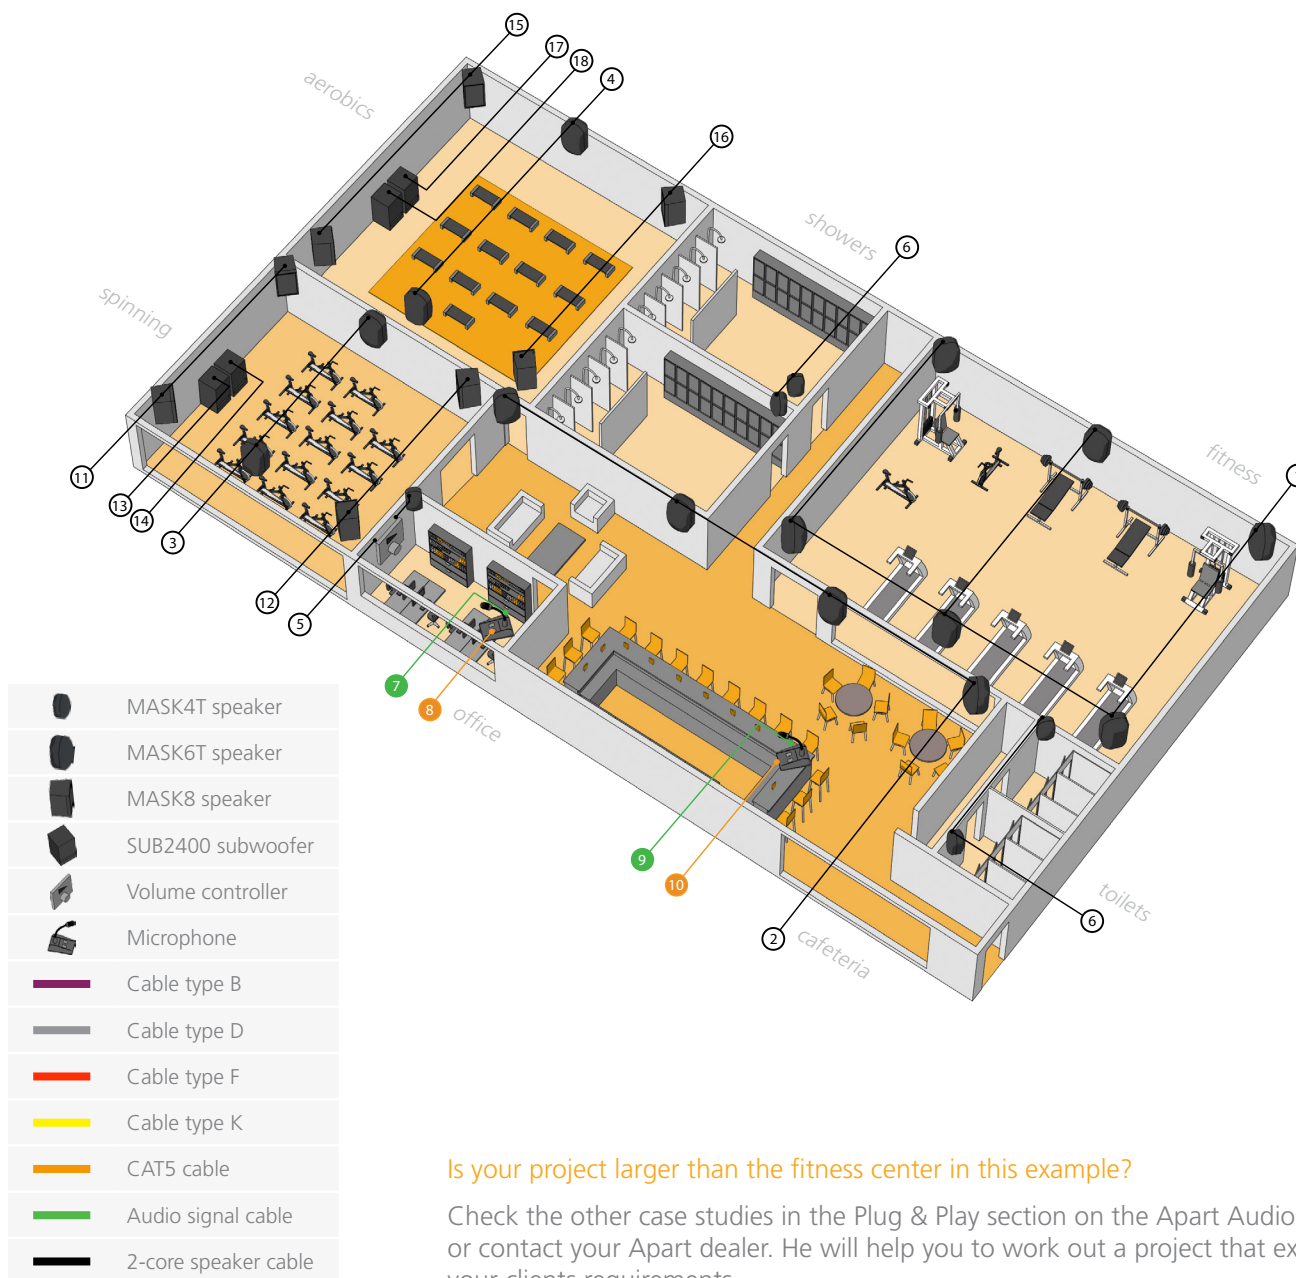 15
17
18
4
aerobics
16
showers
6
spinning
fitness
11
13
14
3
12
5
7
8
office
9
10
2
cafeteria
6
toilets
MASK4T speaker
MASK6T speaker
MASK8 speaker
SUB2400 subwoofer
Volume controller
Microphone
Cable type B
Cable type D
Cable type F
Cable type K
CAT5 cable
Audio signal cable
2-core speaker cable
Is your project larger than the fitness center in this example?
Check the other case studies in the Plug & Play section on the Apart Audio
or contact your Apart dealer. He will help you to work out a project that ex
your clients requirements